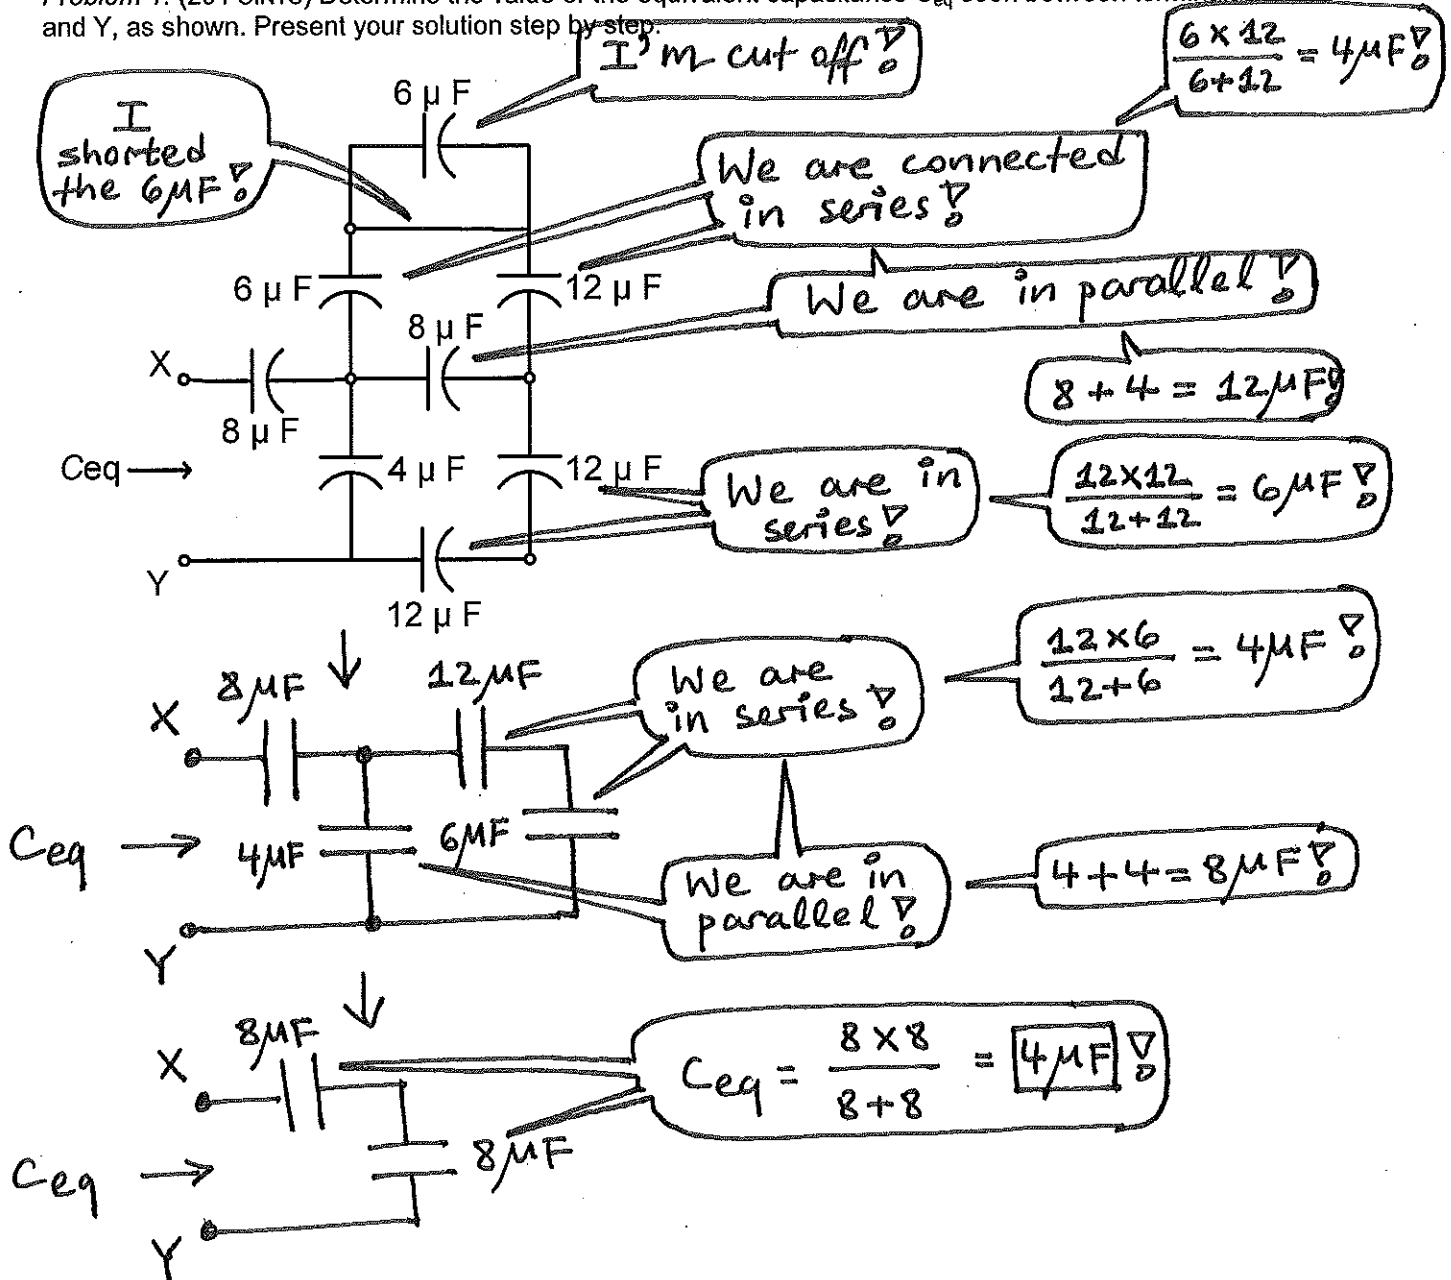 and Y, as shown. Present your solution step by step.
I'm cut off!
6 × 12 / 6+12 = 4μF!
I
shorted
the 6μF!
6 μ F
We are connected
in series!
6 μ F
12 μ F
We are in parallel!
8 μ F
X
8 + 4 = 12μF!
8 μ F
Ceq
4 μ F
12 μ F
We are in
series!
12×12 / 12+12 = 6μF!
Y
12 μ F
8μF
12μF
We are
in series!
12×6 / 12+6 = 4μF!
X
Ceq
4μF
6μF
We are in
parallel!
4+4=8μF!
Y
8μF
X
Ceq = 8 × 8 / 8+8 = 4μF!
Ceq
8μF
Y